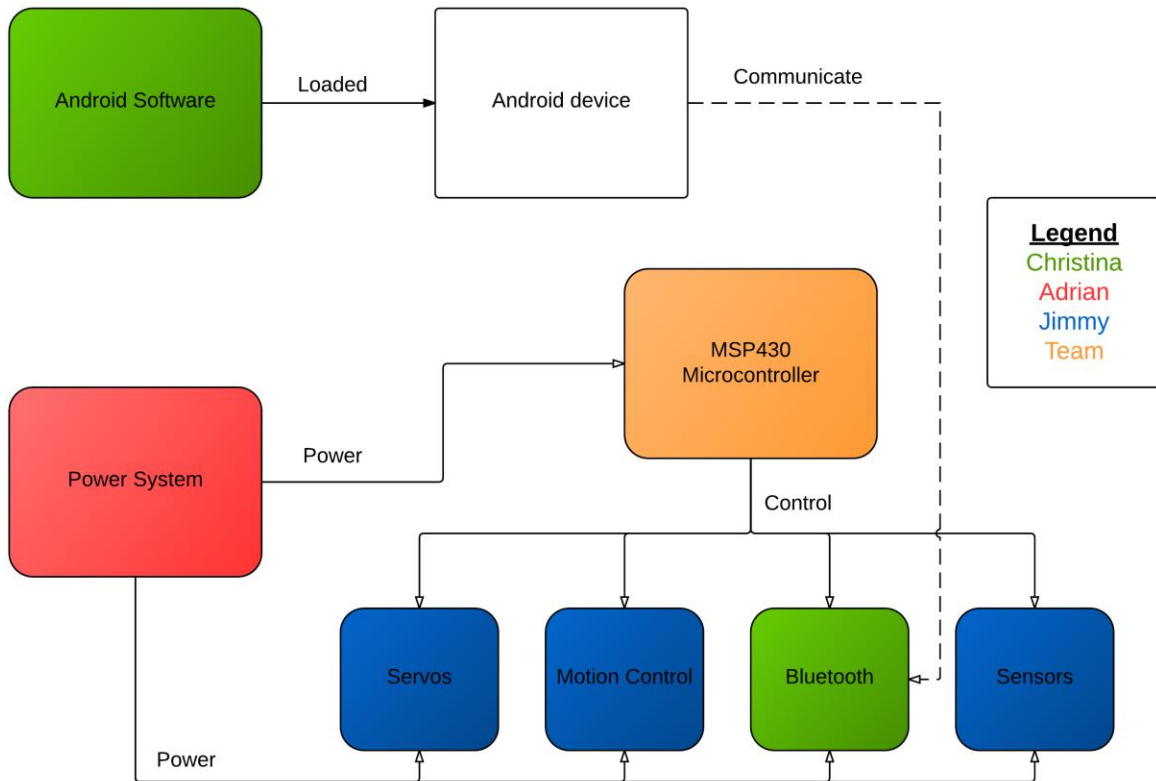 Android Software
Loaded
Android device
Communicate
Legend
Christina
Adrian
Jimmy
Team
MSP430
Microcontroller
Power System
Power
Control
Servos
Motion Control
Bluetooth
Sensors
Power